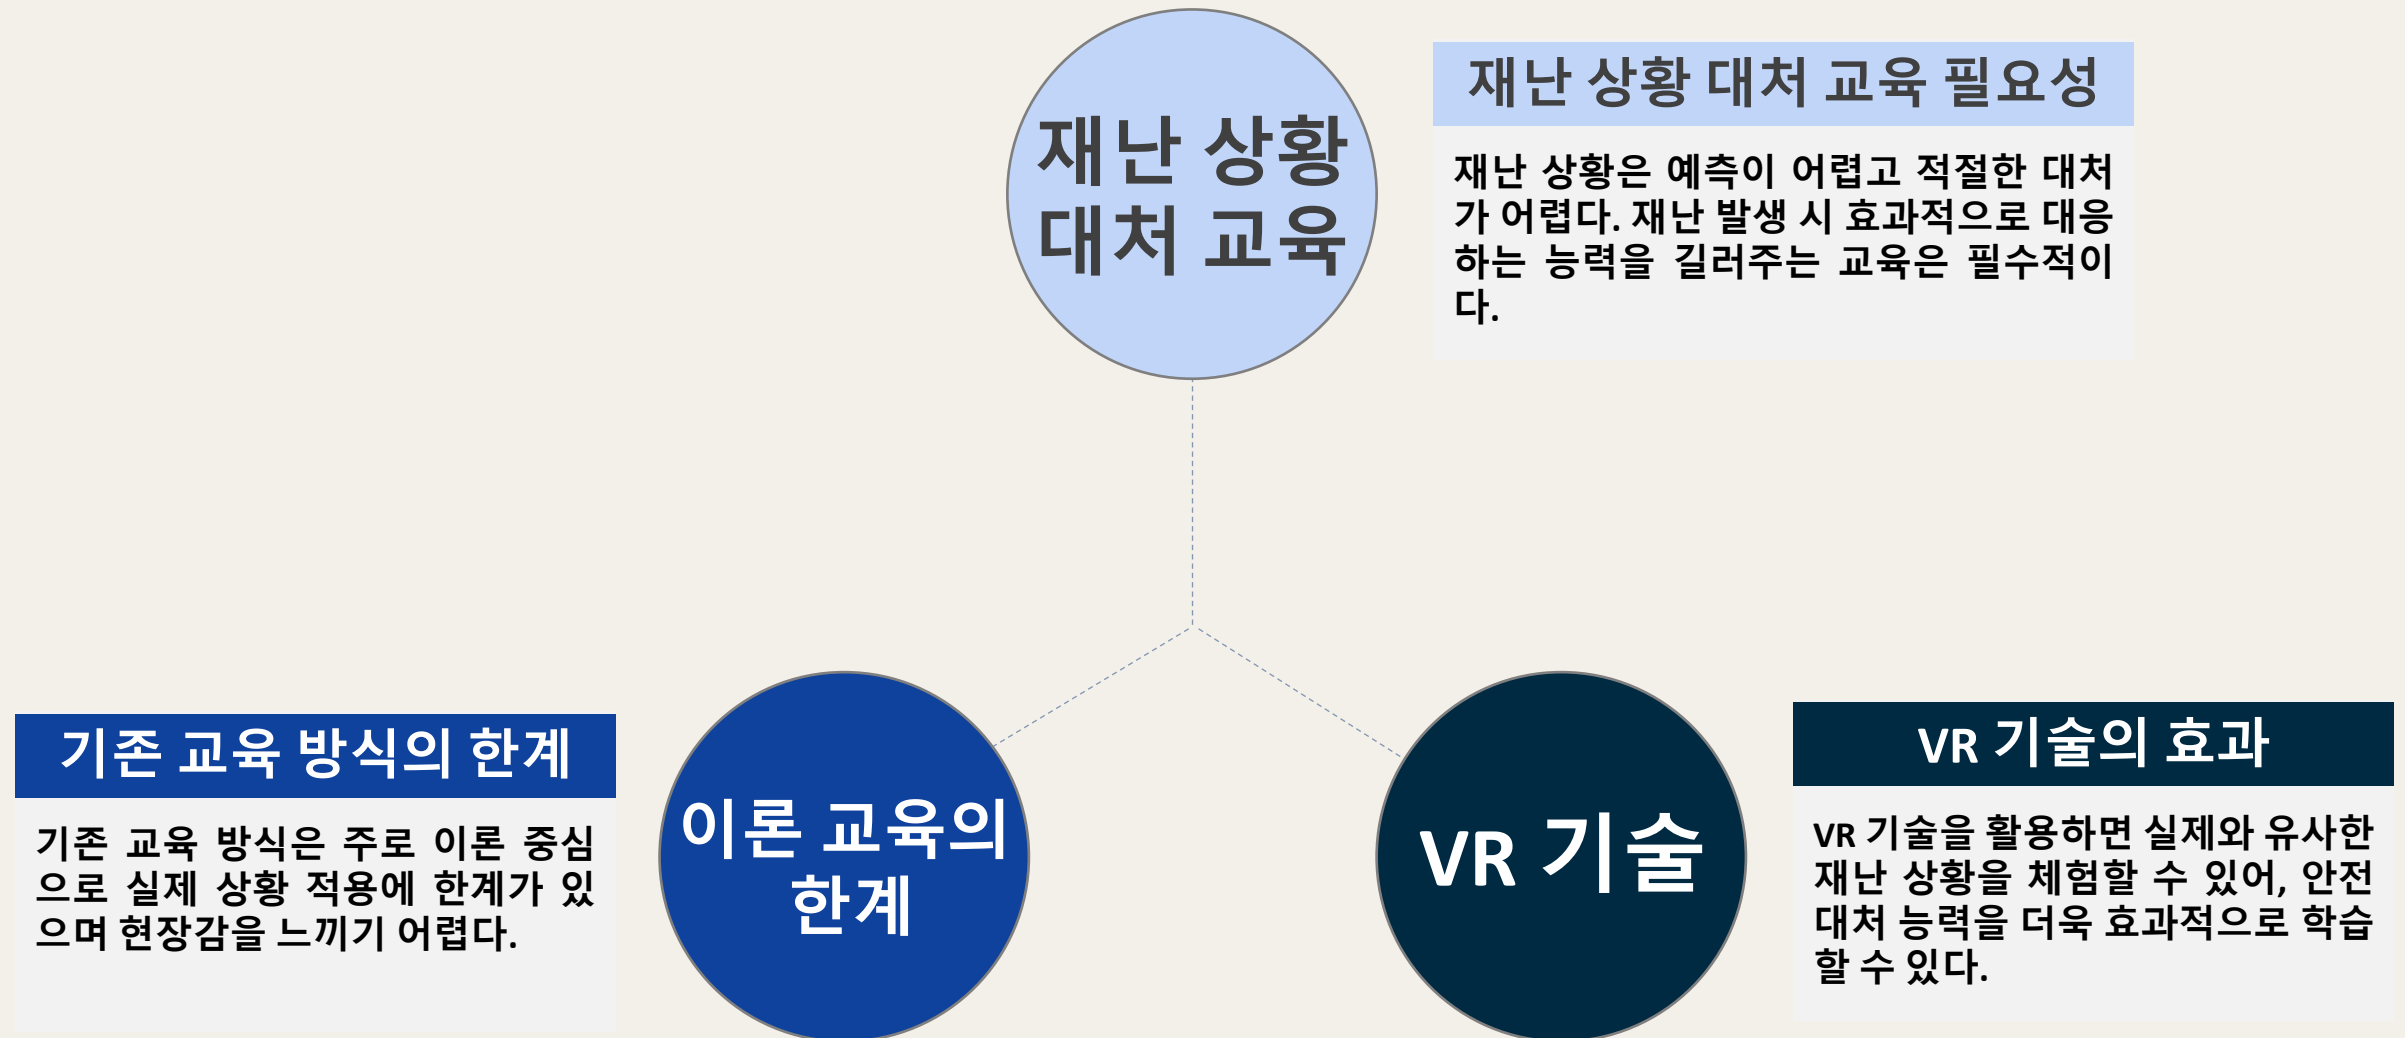 재난 상황
대처 교육
재난 상황 대처 교육 필요성
재난 상황은 예측이 어렵고 적절한 대처
가 어렵다. 재난 발생 시 효과적으로 대응
하는 능력을 길러주는 교육은 필수적이
다.
기존 교육 방식의 한계
기존 교육 방식은 주로 이론 중심
으로 실제 상황 적용에 한계가 있
으며 현장감을 느끼기 어렵다.
이론 교육의
한계
VR 기술
VR 기술의 효과
VR 기술을 활용하면 실제와 유사한
재난 상황을 체험할 수 있어, 안전
대처 능력을 더욱 효과적으로 학습
할 수 있다.